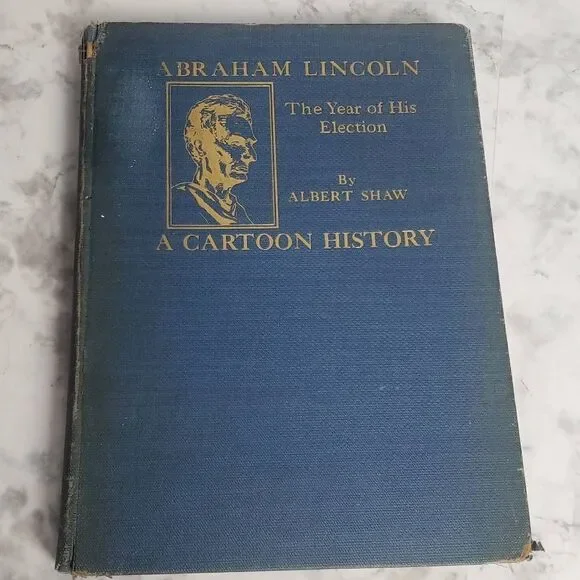 ABRAHAM LINCOLN
The Year of His
Election
By
ALBERT SHAW
A CARTOON HISTORY